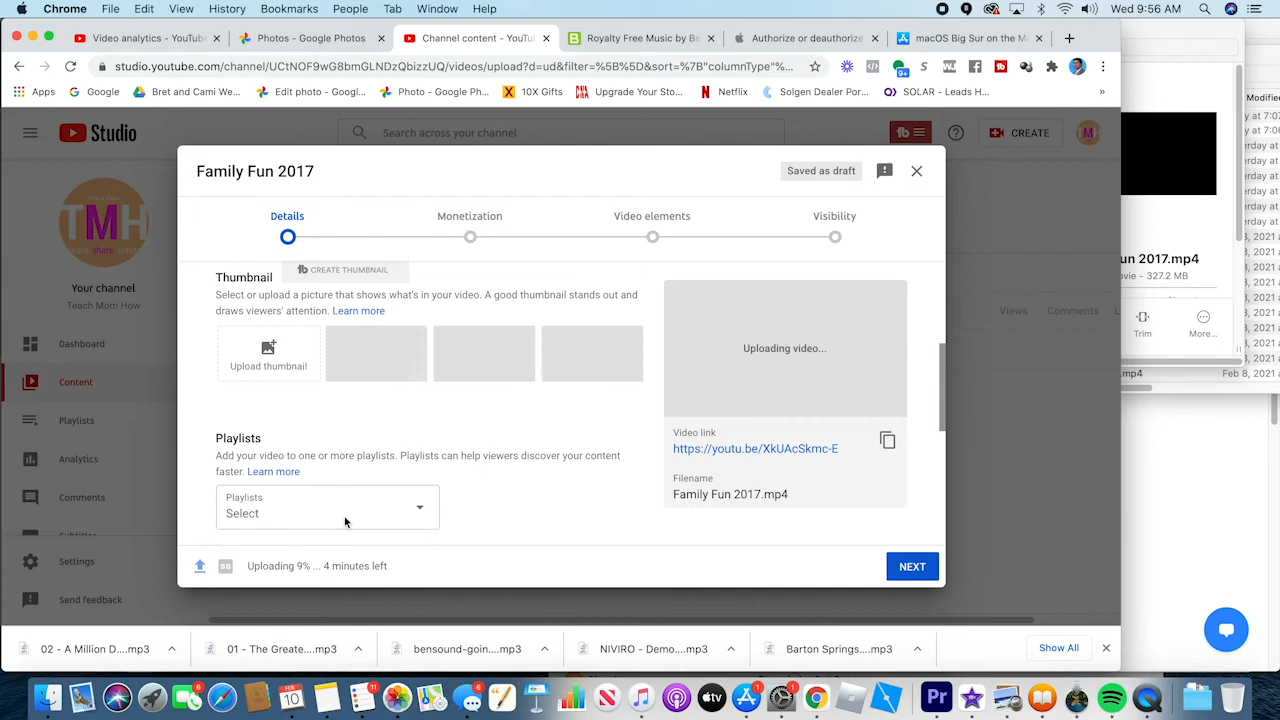 Chrome File Edit View History Bookmarks People Tab Window Help Wed 9:56 AM
Video analytics - YouTube Photos - Google Photos Channel content - YouTu Royalty Free Music by Be Authorize or deauthorize macOS Big Sur on the M
studio.youtube.com/channel/UCtNOF9wG8bmGLNDzQbizzUQ/videos/upload?d=ud&filter=%5B%5D&sort=%7B"columnType"%...
Apps Google Bret and Cami We... Edit photo - Googl... Photo - Google Ph... 10X Gifts Upgrade Your Sto... Netflix Solgen Dealer Por... SOLAR - Leads H... »
Modified
Studio Search across your channel CREATE TMH
Family Fun 2017 Saved as draft
Details Monetization Video elements Visibility
TMH
share.
Your channel
Teach Mom How
Dashboard
Content
Playlists
Analytics
Comments
Subtitles
Settings
Send feedback
Thumbnail CREATE THUMBNAIL
Select or upload a picture that shows what's in your video. A good thumbnail stands out and
draws viewers' attention. Learn more
Upload thumbnail
Uploading video...
Playlists
Add your video to one or more playlists. Playlists can help viewers discover your content
faster. Learn more
Playlists
Select
Video link
https://youtu.be/XkUAcSkmc-E
Filename
Family Fun 2017.mp4
Uploading 9% ... 4 minutes left NEXT
Views Comments
un 2017.mp4
ovie - 327.2 MB
Trim More...
.mp4 Feb 8, 2021 a
02 - A Million D....mp3 01 - The Greate....mp3 bensound-goin....mp3 NIVIRO - Demo....mp3 Barton Springs....mp3 Show All